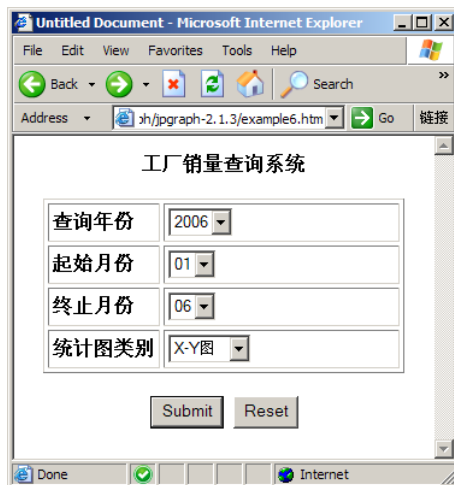 Untitled Document - Microsoft Internet Explorer
File Edit View Favorites Tools Help
Back Search »
Address ph/jpgraph-2.1.3/example6.htm Go 链接
工厂销量查询系统
查询年份 2006
起始月份 01
终止月份 06
统计图类别 X-Y图
Submit Reset
Done Internet